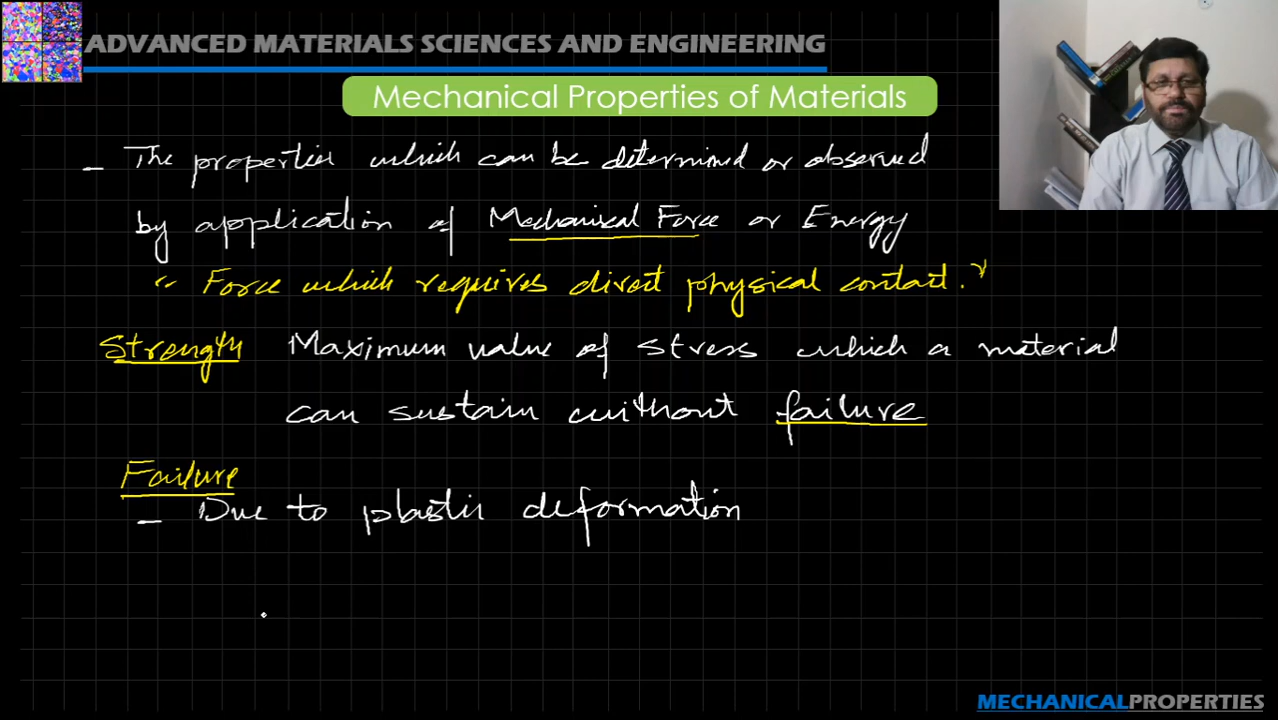 ADVANCED MATERIALS SCIENCES AND ENGINEERING
Mechanical Properties of Materials
- The properties which can be determined or observed
by application of Mechanical Force or Energy
" Force which requires direct physical contact."
Strength Maximum value of stress which a material
can sustain without failure
Failure
- Due to plastic deformation
MECHANICALPROPERTIES